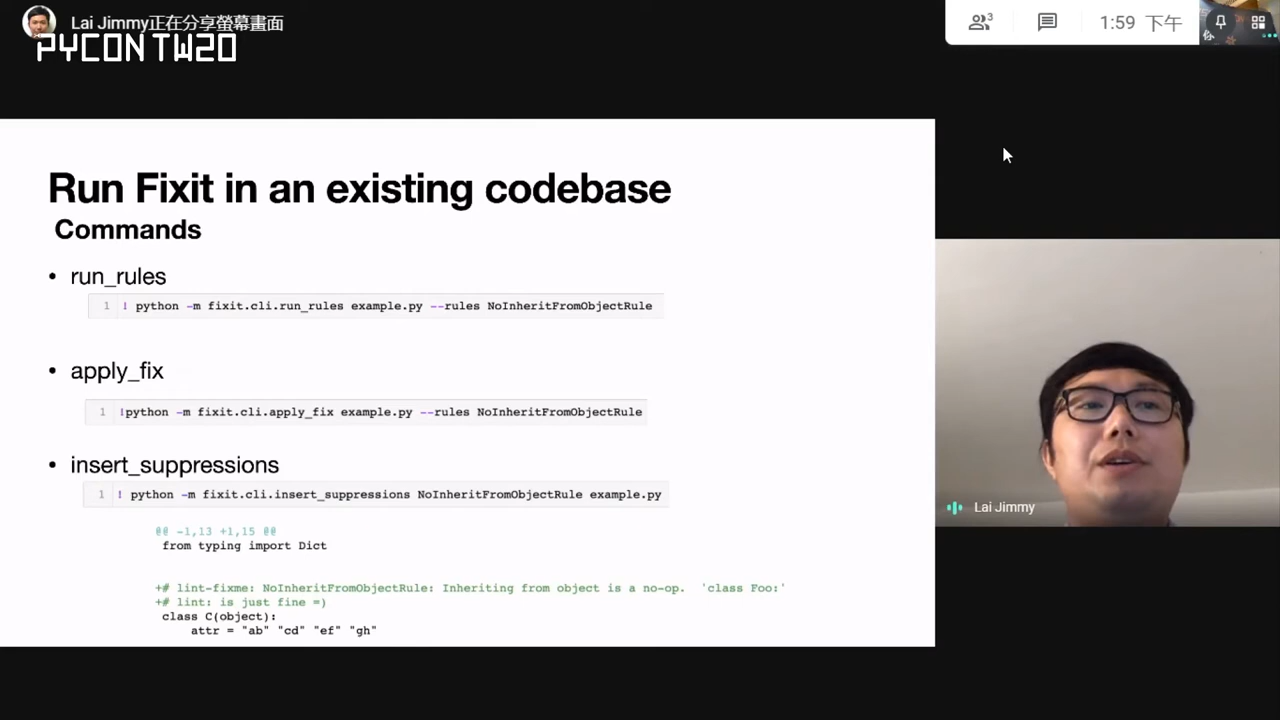 Lai Jimmy正在分享螢幕畫面
PYCON TW20
3
1:59 下午
你
Run Fixit in an existing codebase
Commands
• run_rules
1 ! python -m fixit.cli.run_rules example.py --rules NoInheritFromObjectRule
• apply_fix
1 !python -m fixit.cli.apply_fix example.py --rules NoInheritFromObjectRule
• insert_suppressions
1 ! python -m fixit.cli.insert_suppressions NoInheritFromObjectRule example.py
@@ -1,13 +1,15 @@
from typing import Dict
+# lint-fixme: NoInheritFromObjectRule: Inheriting from object is a no-op.  'class Foo:'
+# lint: is just fine =)
class C(object):
attr = "ab" "cd" "ef" "gh"
Lai Jimmy